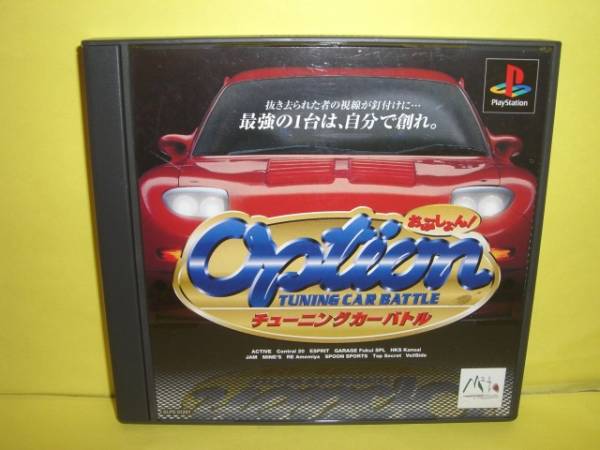 PlayStation
抜き去られた者の視線が釘付けに…
最強の1台は、自分で創れ。
おぷしょん!
Option
TUNING CAR BATTLE
チューニングカーバトル
ACTIVE Central 20 ESPRIT GARAGE Fukui SPL HKS Kansai
JAM MINE'S RE Amemiya SPOON SPORTS Top Secret VeilSide